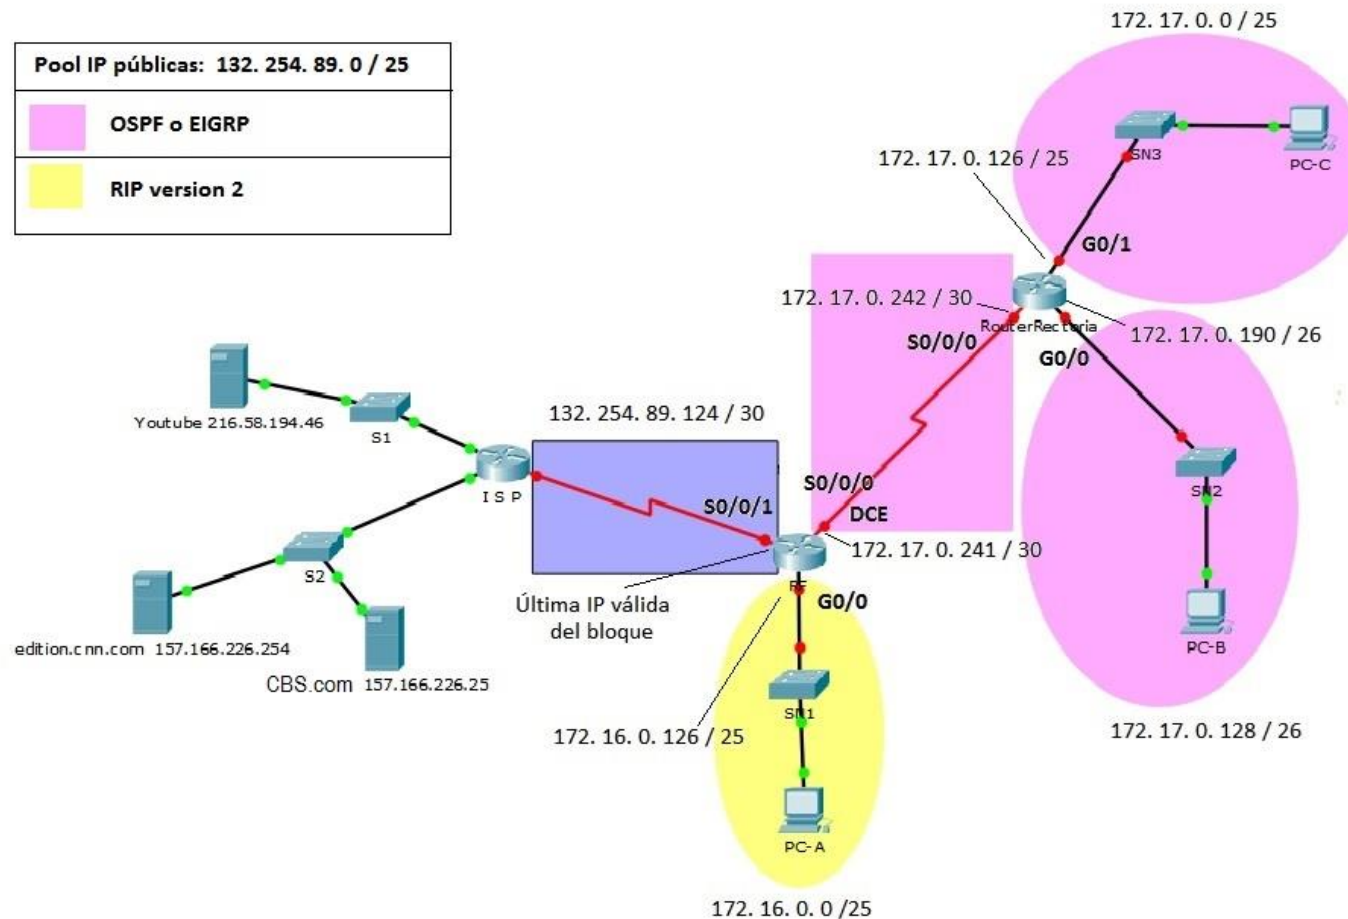 Pool IP públicas: 132. 254. 89. 0 / 25
OSPF o EIGRP
RIP version 2
172. 17. 0. 0 / 25
SN3
PC-C
172. 17. 0. 126 / 25
G0/1
172. 17. 0. 242 / 30
RouterRectoria
172. 17. 0. 190 / 26
S0/0/0
G0/0
Youtube 216.58.194.46
S1
132. 254. 89. 124 / 30
I S P
S0/0/1
S0/0/0
DCE
172. 17. 0. 241 / 30
SN2
PC-B
172. 17. 0. 128 / 26
S2
edition.cnn.com 157.166.226.254
CBS.com 157.166.226.25
Última IP válida
del bloque
G0/0
172. 16. 0. 126 / 25
SN1
PC-A
172. 16. 0. 0 /25